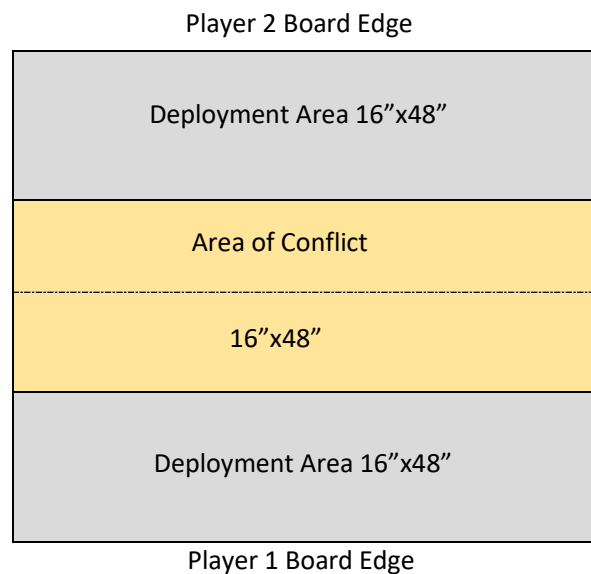 Player 2 Board Edge
Deployment Area 16”x48”
Area of Conflict
16”x48”
Deployment Area 16”x48”
Player 1 Board Edge